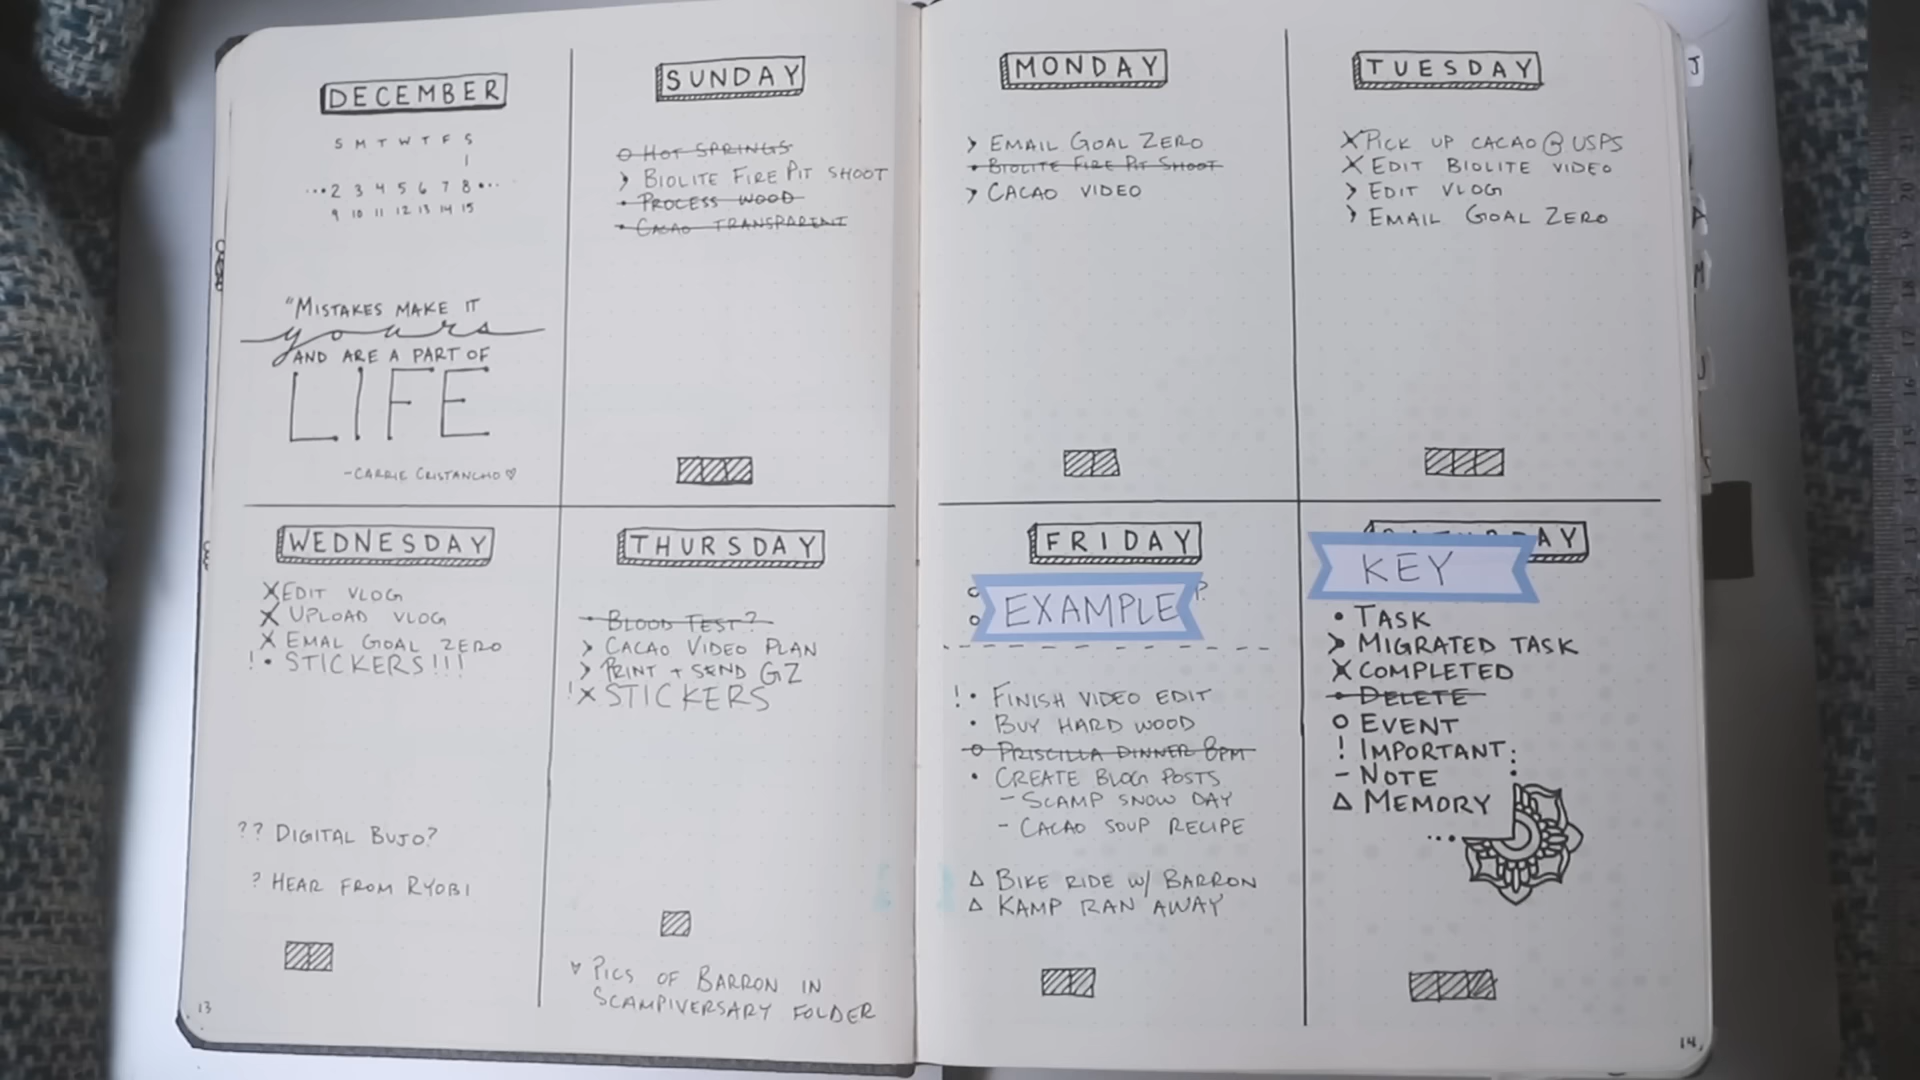 DECEMBER
S M T W T F S
1
...2 3 4 5 6 7 8...
9 10 11 12 13 14 15
"MISTAKES MAKE IT
yours
AND ARE A PART OF
LIFE
-CARRIE CRISTANCHO ♡
SUNDAY
O HOT SPRINGS
> BIOLITE FIRE PIT SHOOT
• PROCESS WOOD
• CACAO TRANSPARENT
MONDAY
> EMAIL GOAL ZERO
• BIOLITE FIRE PIT SHOOT
> CACAO VIDEO
TUESDAY
X PICK UP CACAO @ USPS
X EDIT BIOLITE VIDEO
> EDIT VLOG
> EMAIL GOAL ZERO
WEDNESDAY
X EDIT VLOG
X UPLOAD VLOG
X EMAL GOAL ZERO
! • STICKERS!!!
?? DIGITAL BUJO?
? HEAR FROM RYOBI
13
THURSDAY
• BLOOD TEST?
> CACAO VIDEO PLAN
> PRINT + SEND GZ
! X STICKERS
♡ PICS OF BARRON IN
SCAMPIVERSARY FOLDER
FRIDAY
EXAMPLE
! • FINISH VIDEO EDIT
• BUY HARD WOOD
O PRISCILLA DINNER 8PM
• CREATE BLOG POSTS
- SCAMP SNOW DAY
- CACAO SOUP RECIPE
Δ BIKE RIDE W/ BARRON
Δ KAMP RAN AWAY
KEY
• TASK
> MIGRATED TASK
X COMPLETED
• DELETE
O EVENT
! IMPORTANT
- NOTE
Δ MEMORY
14
J
A
M